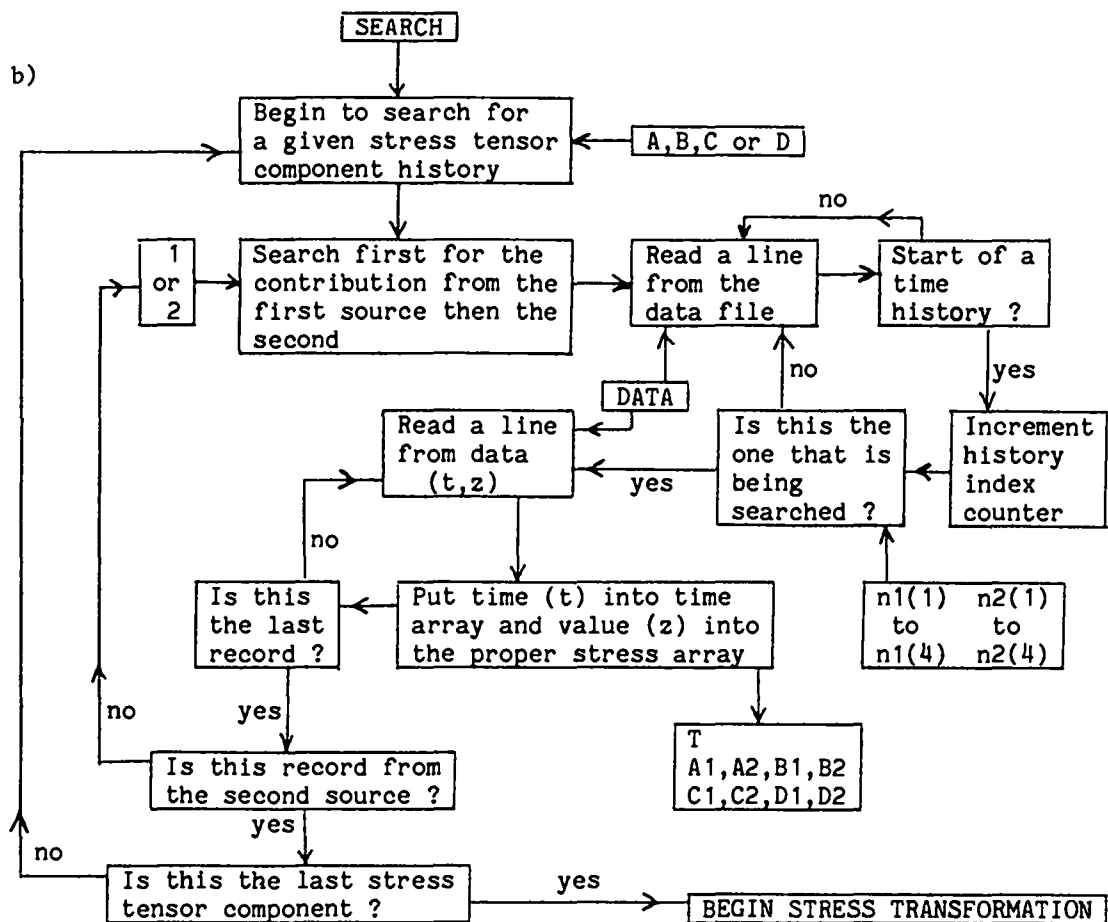 SEARCH
b)
Begin to search for
a given stress tensor
component history
A,B,C or D
no
1
or
2
Search first for the
contribution from the
first source then the
second
Read a line
from the
data file
Start of a
time
history ?
no
yes
DATA
Read a line
from data
(t,z)
yes
Is this the
one that is
being
searched ?
Increment
history
index
counter
no
Is this
the last
record ?
Put time (t) into time
array and value (z) into
the proper stress array
n1(1) n2(1)
to to
n1(4) n2(4)
no
yes
T
A1,A2,B1,B2
C1,C2,D1,D2
Is this record from
the second source ?
yes
no
Is this the last stress
tensor component ?
yes
BEGIN STRESS TRANSFORMATION